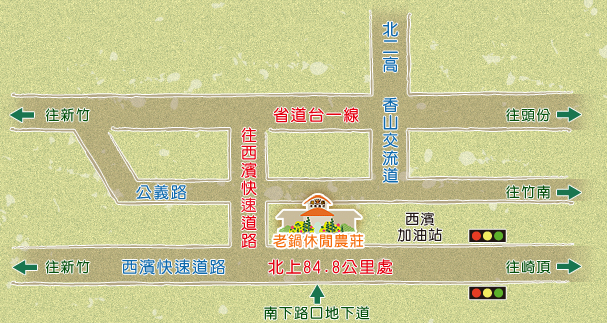 北二高
往新竹
省道台一線
香山交流道
往頭份
往西濱快速道路
公義路
往竹南
老鍋休閒農莊
西濱
加油站
往新竹
西濱快速道路
北上84.8公里處
往崎頂
南下路口地下道